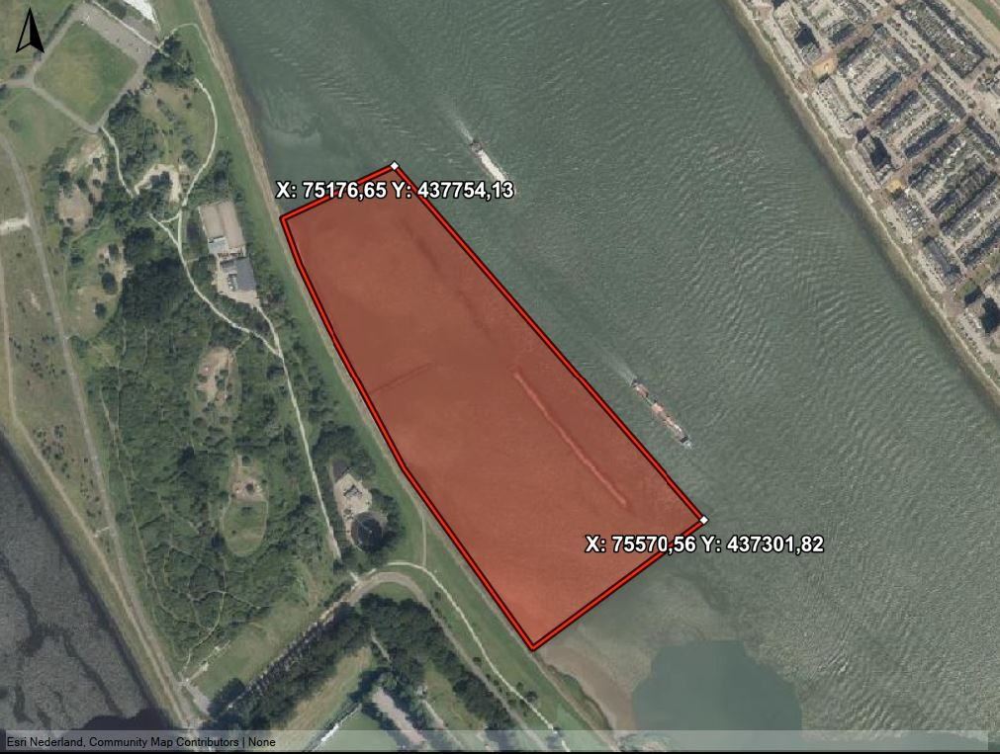 X: 75176,65 Y: 437754,13
X: 75570,56 Y: 437301,82
Esri Nederland, Community Map Contributors | None